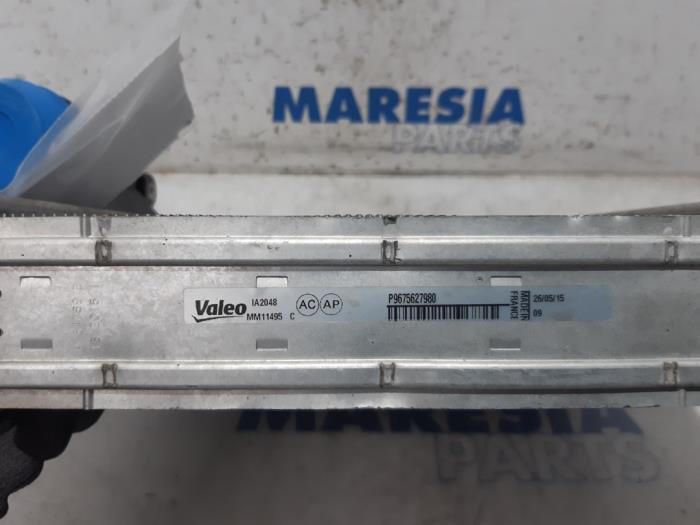 MARESIA
PARTS
Valeo
IA2048
MM11495 C
AC AP
P9675627980
MADE IN
FRANCE
26/05/15
09
MARESIA
PARTS